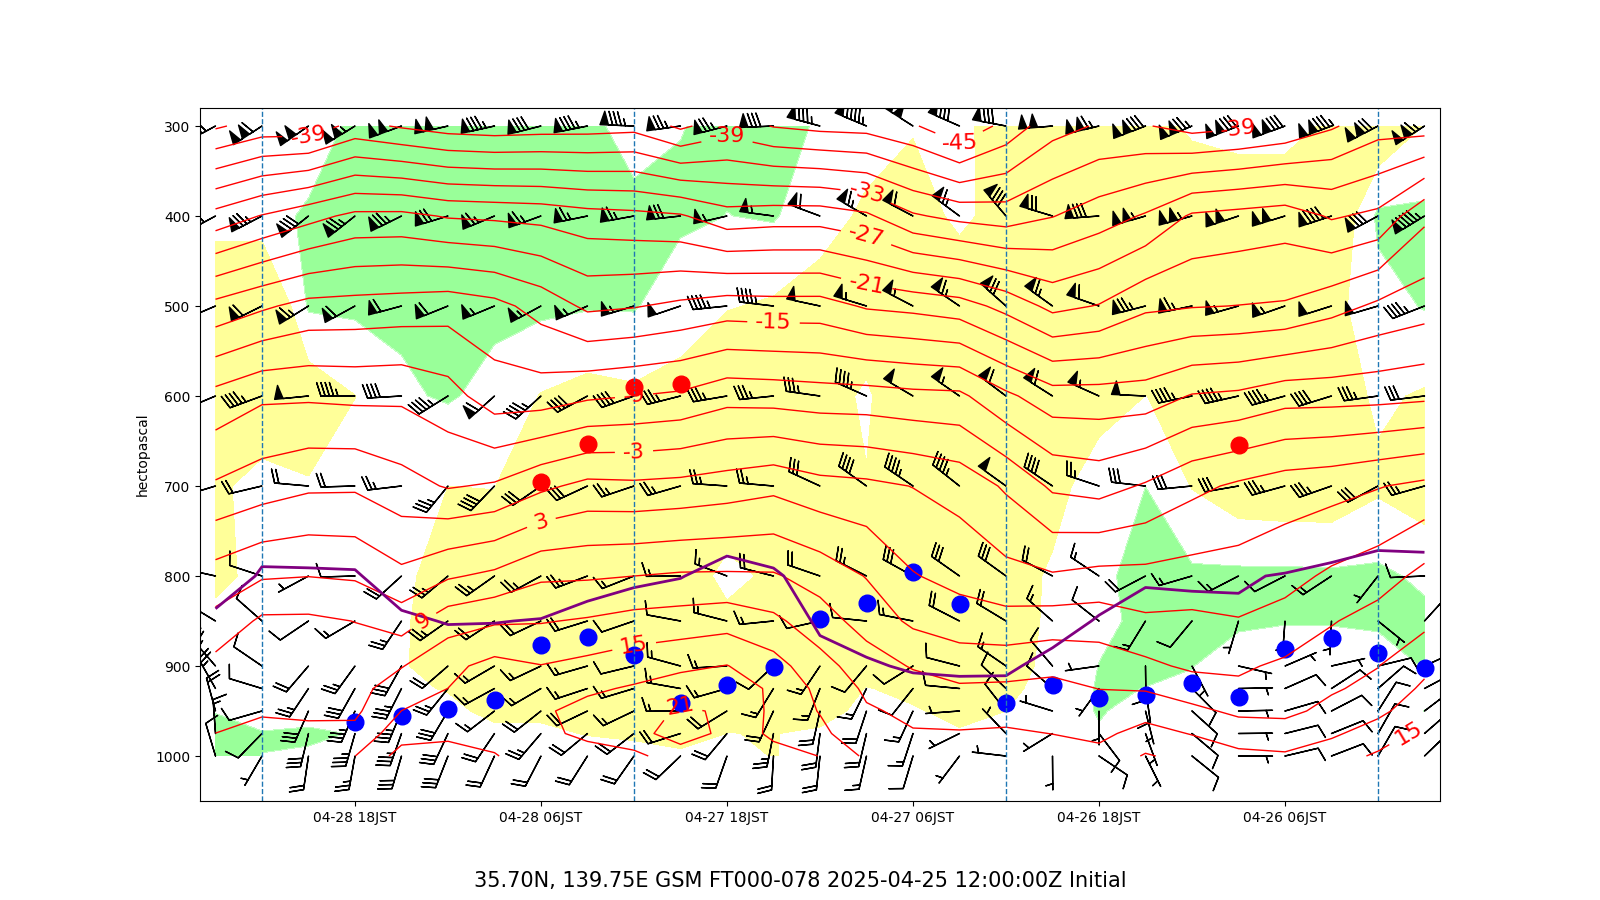 300
400
500
600
700
800
900
1000
hectopascal
-39
-39
-45
-39
-33
-27
-21
-15
-9
-3
3
9
15
21
15
04-28 18JST
04-28 06JST
04-27 18JST
04-27 06JST
04-26 18JST
04-26 06JST
35.70N, 139.75E GSM FT000-078 2025-04-25 12:00:00Z Initial